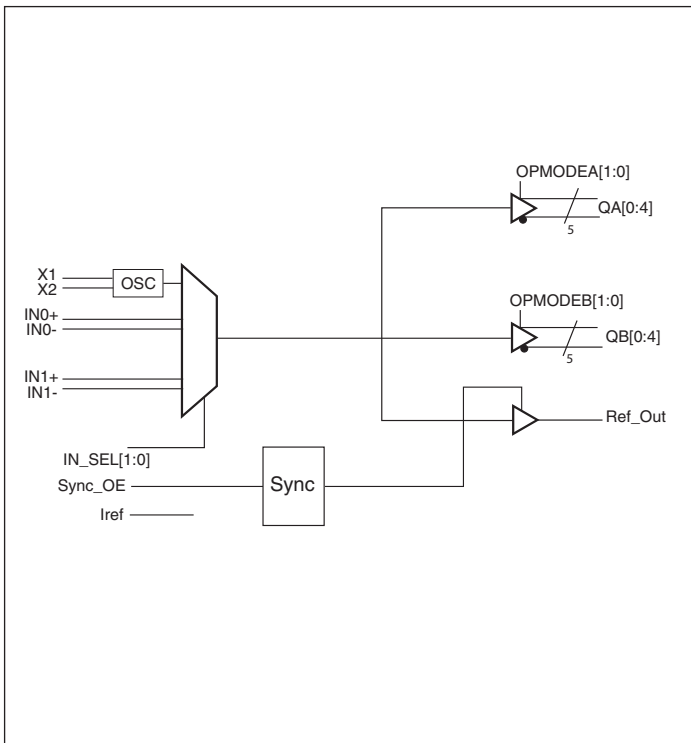 OPMODEA[1:0]
QA[0:4]
5
X1
X2
OSC
IN0+
IN0-
OPMODEB[1:0]
QB[0:4]
5
IN1+
IN1-
Ref_Out
IN_SEL[1:0]
Sync_OE
Sync
Iref